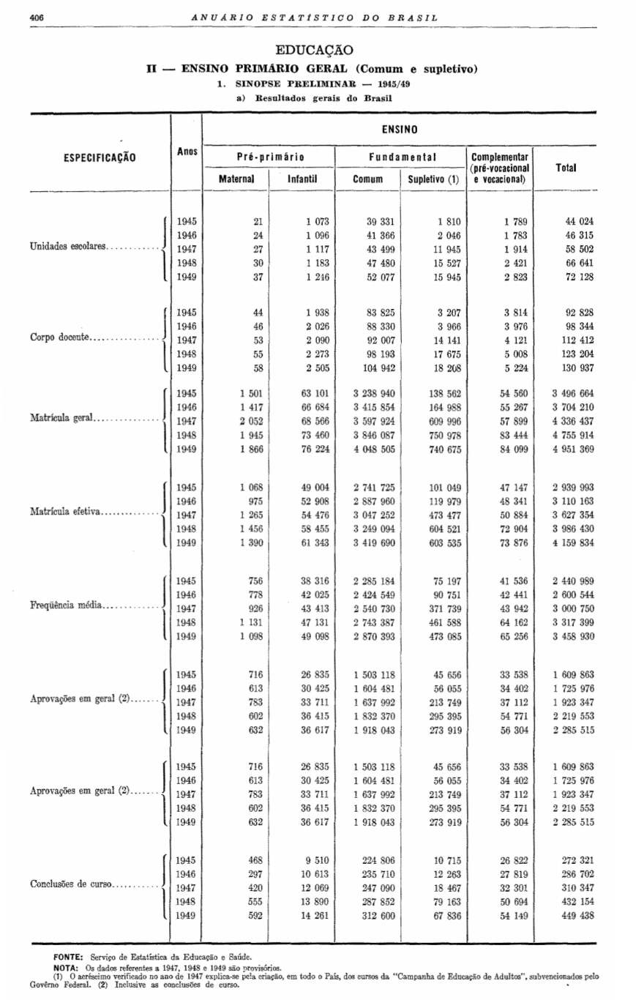 406 ANUÁRIO ESTATÍSTICO DO BRASIL
EDUCAÇÃO
II — ENSINO PRIMÁRIO GERAL (Comum e supletivo)
1. SINOPSE PRELIMINAR — 1945/49
a) Resultados gerais do Brasil
ESPECIFICAÇÃO Anos ENSINO
Pré-primário Fundamental Complementar (pré-vocacional e vocacional) Total
Maternal Infantil Comum Supletivo (1)
Unidades escolares............
1945 21 1 073 39 331 1 810 1 789 44 024
1946 24 1 096 41 366 2 046 1 783 46 315
1947 27 1 117 43 499 11 945 1 914 58 502
1948 30 1 183 47 480 15 527 2 421 66 641
1949 37 1 246 52 077 15 945 2 823 72 128
Corpo docente................
1945 44 1 938 83 825 3 207 3 814 92 828
1946 46 2 026 88 330 3 966 3 976 98 344
1947 53 2 090 92 007 14 141 4 121 112 412
1948 55 2 273 98 193 17 675 5 008 123 204
1949 58 2 505 104 942 18 208 5 224 130 937
Matrícula geral...............
1945 1 501 63 101 3 238 940 138 562 54 560 3 496 664
1946 1 417 66 684 3 415 854 164 988 55 267 3 704 210
1947 2 052 68 566 3 597 924 609 996 57 899 4 336 437
1948 1 945 73 460 3 846 087 750 978 83 444 4 755 914
1949 1 866 76 224 4 048 505 740 675 84 099 4 951 369
Matrícula efetiva..............
1945 1 068 49 004 2 741 725 101 049 47 147 2 939 993
1946 975 52 908 2 887 960 119 979 48 341 3 110 163
1947 1 265 54 476 3 047 252 473 477 50 884 3 627 354
1948 1 456 58 455 3 249 094 604 521 72 904 3 986 430
1949 1 390 61 343 3 419 690 603 535 73 876 4 159 834
Freqüência média.............
1945 756 38 316 2 285 184 75 197 41 536 2 440 989
1946 778 42 025 2 424 549 90 751 42 441 2 600 544
1947 926 43 413 2 540 730 371 739 43 942 3 000 750
1948 1 131 47 131 2 743 387 461 588 64 162 3 317 399
1949 1 098 49 098 2 870 393 473 085 65 256 3 458 930
Aprovações em geral (2).......
1945 716 26 835 1 503 118 45 656 33 538 1 609 863
1946 613 30 425 1 604 481 56 055 34 402 1 725 976
1947 783 33 711 1 637 992 213 749 37 112 1 923 347
1948 602 36 415 1 832 370 295 395 54 771 2 219 553
1949 632 36 617 1 918 043 273 919 56 304 2 285 515
Aprovações em geral (2).......
1945 716 26 835 1 503 118 45 656 33 538 1 609 863
1946 613 30 425 1 604 481 56 055 34 402 1 725 976
1947 783 33 711 1 637 992 213 749 37 112 1 923 347
1948 602 36 415 1 832 370 295 395 54 771 2 219 553
1949 632 36 617 1 918 043 273 919 56 304 2 285 515
Conclusões de curso...........
1945 468 9 510 224 806 10 715 26 822 272 321
1946 297 10 613 235 710 12 263 27 819 286 702
1947 420 12 069 247 090 18 467 32 301 310 347
1948 555 13 890 287 852 79 163 50 694 432 154
1949 592 14 261 312 600 67 836 54 149 449 438
FONTE: Serviço de Estatística da Educação e Saúde.
NOTA: Os dados referentes a 1947, 1948 e 1949 são provisórios.
(1) O acréscimo verificado no ano de 1947 explica-se pela criação, em todo o País, dos cursos da "Campanha de Educação de Adultos", subvencionados pelo
Govêrno Federal. (2) Inclusive as conclusões de curso.